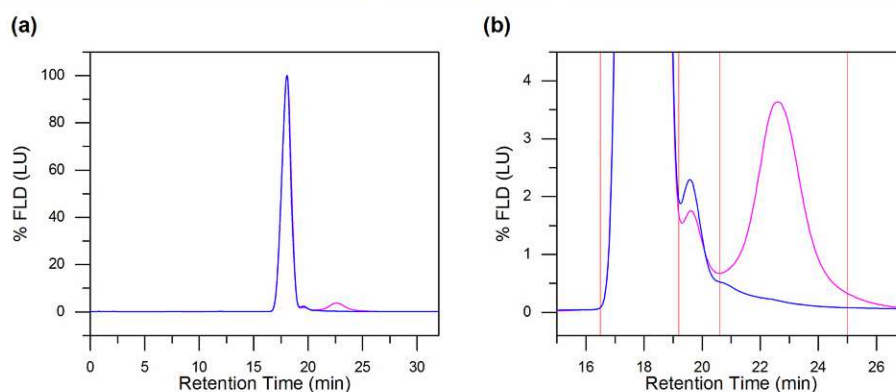 (a)
% FLD (LU)
100
80
60
40
20
0
0 5 10 15 20 25 30
Retention Time (min)
(b)
% FLD (LU)
4
3
2
1
0
16 18 20 22 24 26
Retention Time (min)